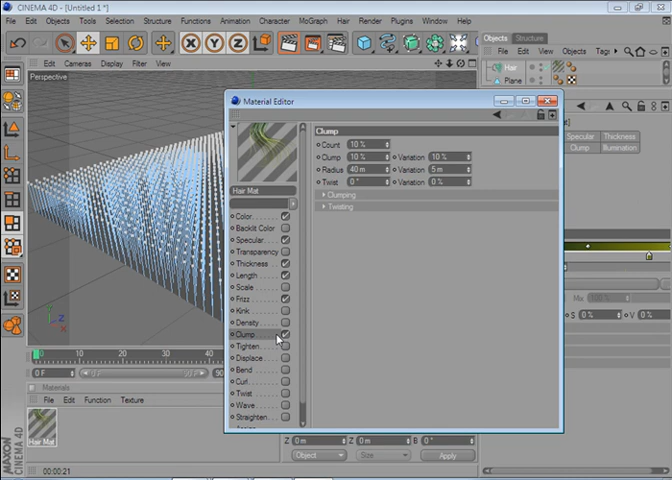 CINEMA 4D - [Untitled 1 *]
File Edit Objects Tools Selection Structure Functions Animation Character MoGraph Hair Render Plugins Window Help
X Y Z
Objects Structure
File Edit View Objects Tags
Hair
Plane
Edit Cameras Display Filter View
Perspective
Material Editor
Clump
Count 10 %
Clump 10 % Variation 10 %
Radius 40 m Variation 5 m
Twist 0 ° Variation 0 %
Clumping
Twisting
Hair Mat
Color
Backlit Color
Specular
Transparency
Thickness
Length
Scale
Frizz
Kink
Density
Clump
Tighten
Displace
Bend
Curl
Twist
Wave
Straighten
Specular Thickness
Clump Illumination
Mix 100 %
S 0 % V 0 %
Y Z X
0 10 20 30 40
0 F 0 F 90
Materials
File Edit Function Texture
Hair Mat
Z 0 m Z 0 m B 0 °
Object Size Apply
MAXON CINEMA 4D
00:00:21